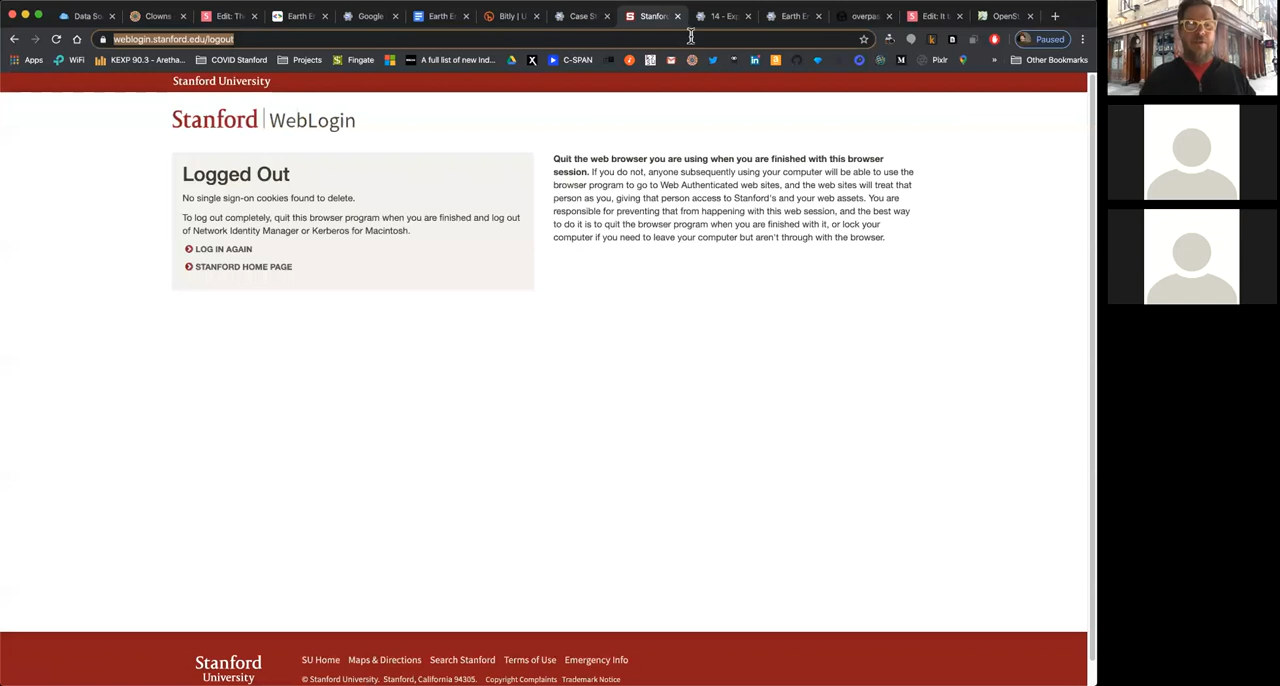 Data So
Clowns
Edit: Th
Earth Er
Google
Earth En
Bitly | U
Case St
Stanfor
14 - Exp
Earth En
overpas
Edit: It l
OpenSt
weblogin.stanford.edu/logout
Paused
Apps
WiFi
KEXP 90.3 - Aretha...
COVID Stanford
Projects
Fingate
A full list of new ind...
C-SPAN
Pixlr
»
Other Bookmarks
Stanford University
Stanford | WebLogin
Logged Out
No single sign-on cookies found to delete.
To log out completely, quit this browser program when you are finished and log out
of Network Identity Manager or Kerberos for Macintosh.
LOG IN AGAIN
STANFORD HOME PAGE
Quit the web browser you are using when you are finished with this browser
session. If you do not, anyone subsequently using your computer will be able to use the
browser program to go to Web Authenticated web sites, and the web sites will treat that
person as you, giving that person access to Stanford's and your web assets. You are
responsible for preventing that from happening with this web session, and the best way
to do it is to quit the browser program when you are finished with it, or lock your
computer if you need to leave your computer but aren't through with the browser.
Stanford
University
SU Home Maps & Directions Search Stanford Terms of Use Emergency Info
© Stanford University. Stanford, California 94305. Copyright Complaints Trademark Notice